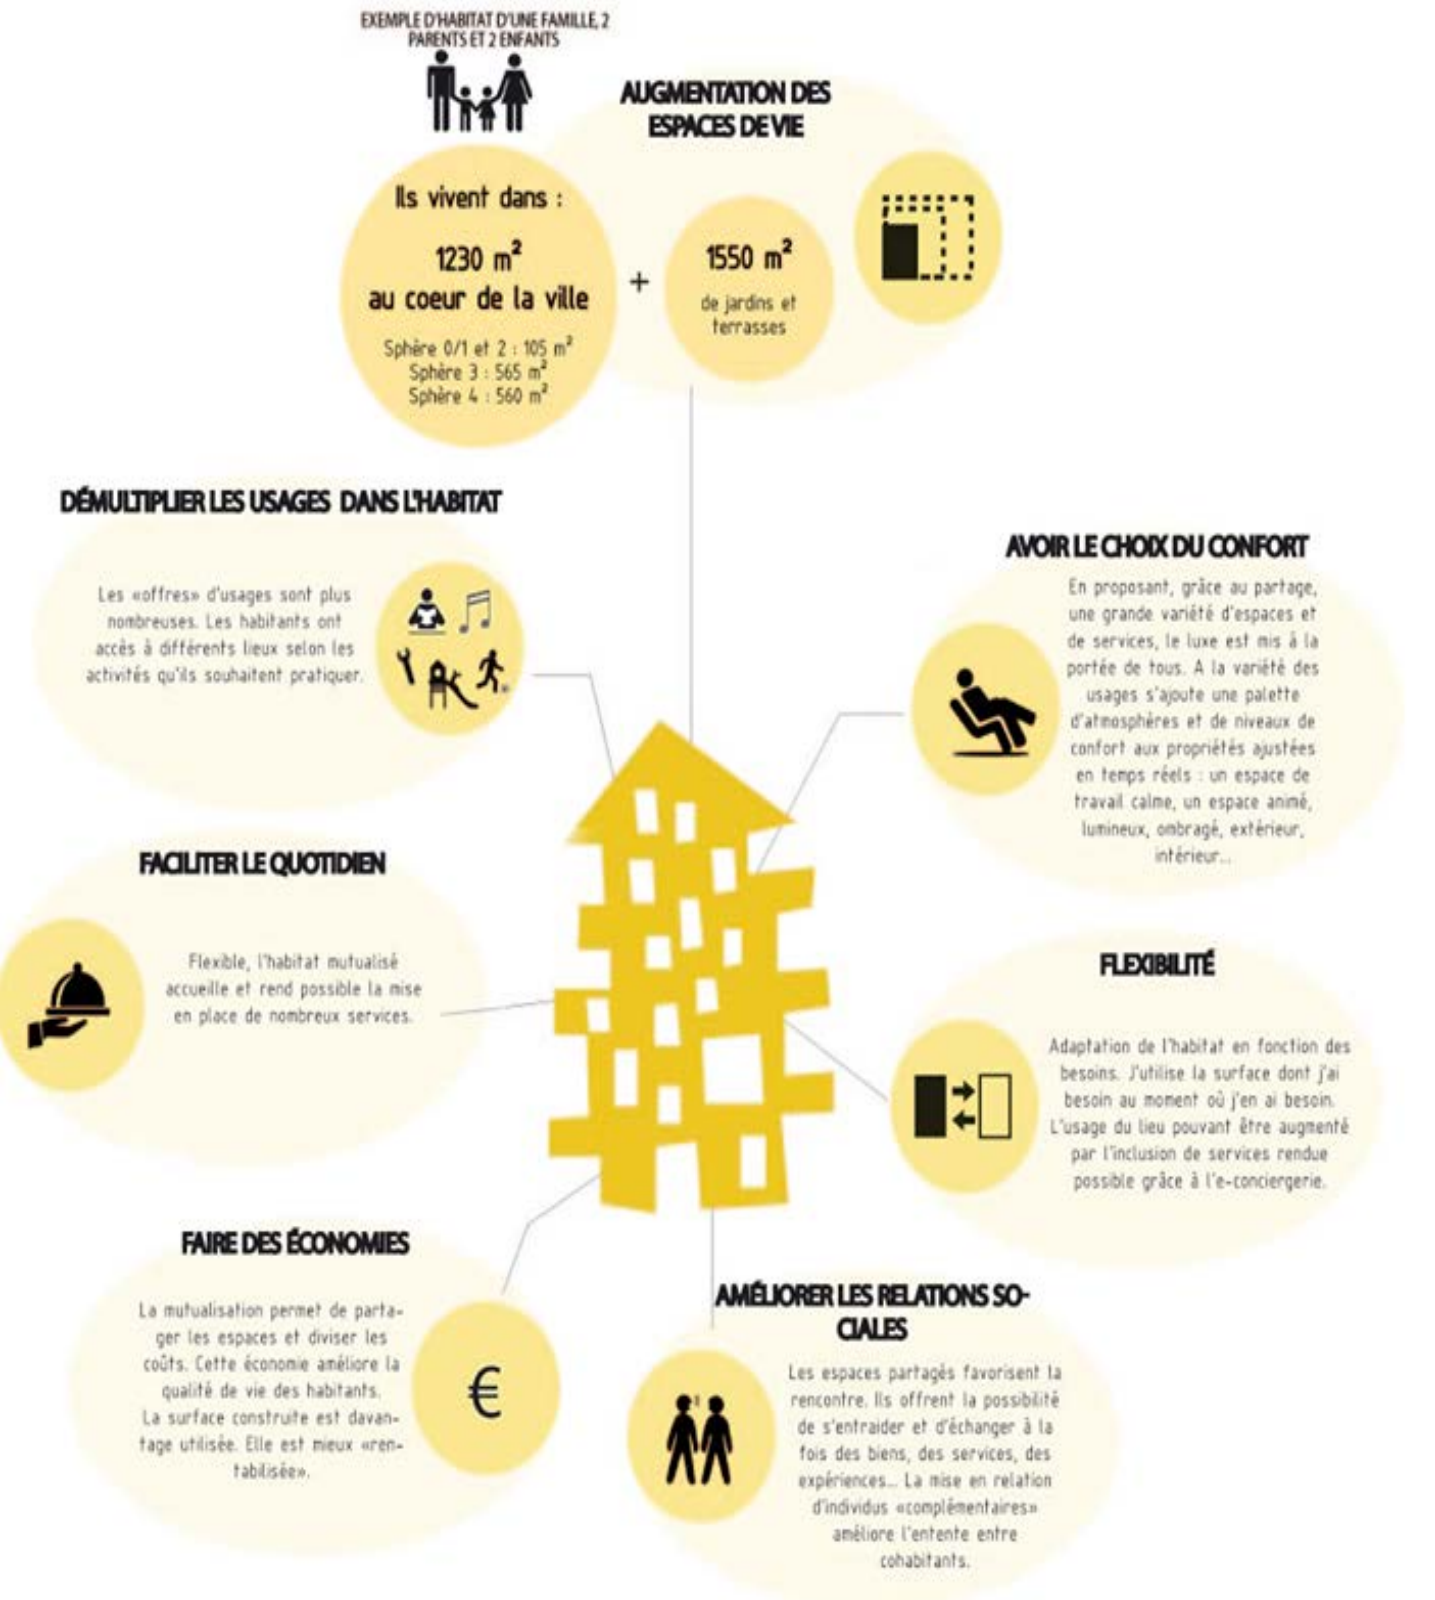 EXEMPLE D'HABITAT D'UNE FAMILLE, 2
PARENTS ET 2 ENFANTS
AUGMENTATION DES
ESPACES DE VIE
Ils vivent dans :
1230 m²
au coeur de la ville
Sphère 0/1 et 2 : 105 m²
Sphère 3 : 565 m²
Sphère 4 : 560 m²
+
1550 m²
de jardins et
terrasses
DÉMULTIPLIER LES USAGES DANS L'HABITAT
Les «offres» d'usages sont plus
nombreuses. Les habitants ont
accès à différents lieux selon les
activités qu'ils souhaitent pratiquer.
AVOIR LE CHOIX DU CONFORT
En proposant, grâce au partage,
une grande variété d'espaces et
de services, le luxe est mis à la
portée de tous. A la variété des
usages s'ajoute une palette
d'atmosphères et de niveaux de
confort aux propriétés ajustées
en temps réels : un espace de
travail calme, un espace animé,
lumineux, ombragé, extérieur,
intérieur...
FACILITER LE QUOTIDIEN
Flexible, l'habitat mutualisé
accueille et rend possible la mise
en place de nombreux services.
FLEXIBILITÉ
Adaptation de l'habitat en fonction des
besoins. J'utilise la surface dont j'ai
besoin au moment où j'en ai besoin.
L'usage du lieu pouvant être augmenté
par l'inclusion de services rendue
possible grâce à l'e-conciergerie.
FAIRE DES ÉCONOMIES
La mutualisation permet de parta-
ger les espaces et diviser les
coûts. Cette économie améliore la
qualité de vie des habitants.
La surface construite est davan-
tage utilisée. Elle est mieux «ren-
tabilisée».
€
AMÉLIORER LES RELATIONS SO-
CIALES
Les espaces partagés favorisent la
rencontre. Ils offrent la possibilité
de s'entraider et d'échanger à la
fois des biens, des services, des
expériences... La mise en relation
d'individus «complémentaires»
améliore l'entente entre
cohabitants.